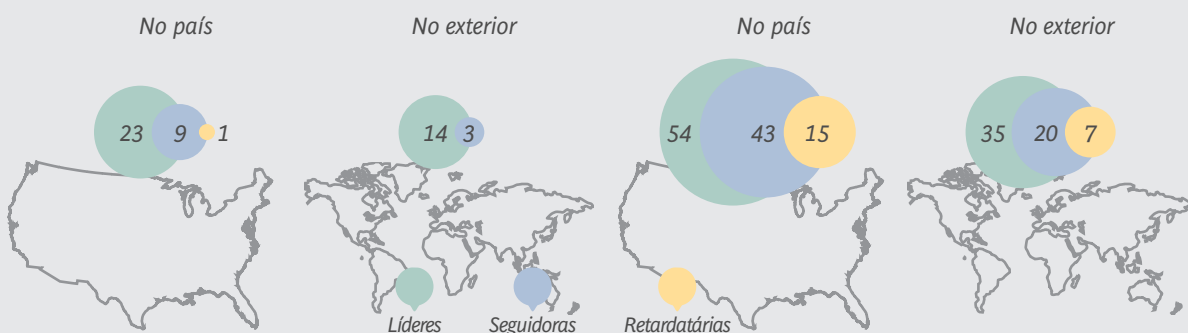 No país No exterior No país No exterior
23 9 1 14 3 54 43 15 35 20 7
Líderes Seguidoras Retardatárias